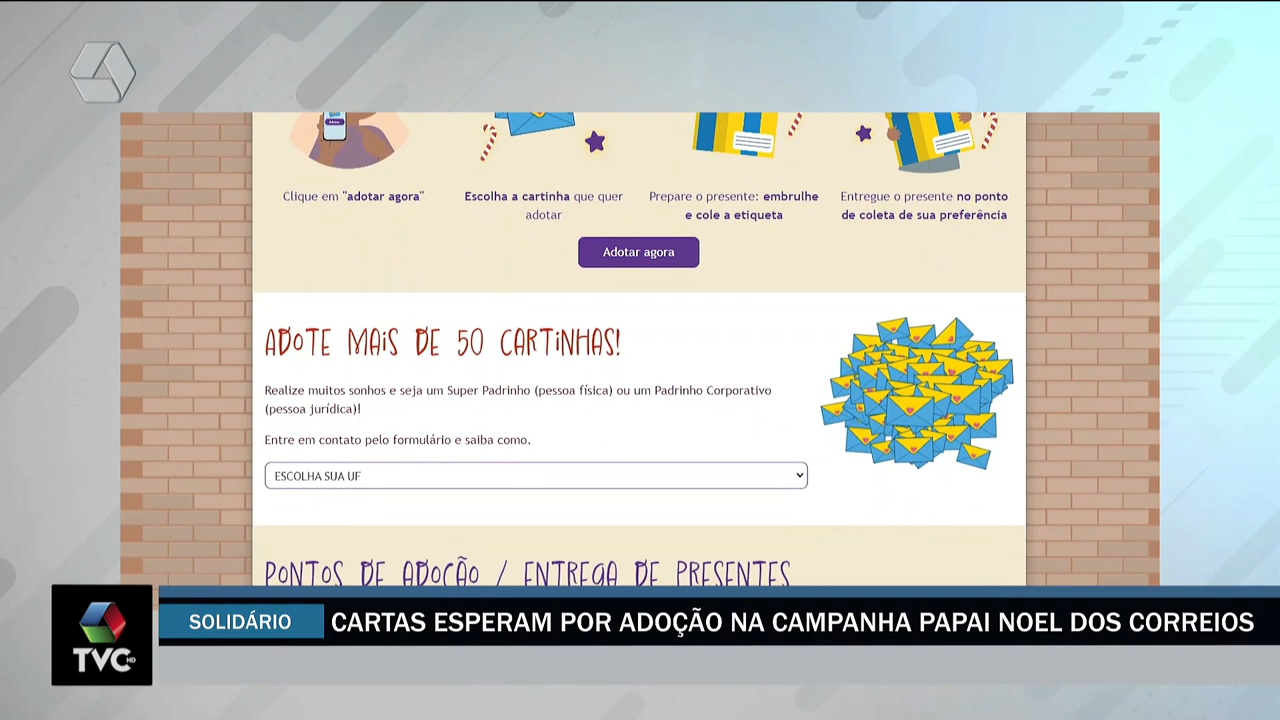 Clique em "adotar agora"
Escolha a cartinha que quer
adotar
Prepare o presente: embrulhe
e cole a etiqueta
Entregue o presente no ponto
de coleta de sua preferência
Adotar agora
ADOTE MAIS DE 50 CARTINHAS!
Realize muitos sonhos e seja um Super Padrinho (pessoa física) ou um Padrinho Corporativo
(pessoa jurídica)!
Entre em contato pelo formulário e saiba como.
ESCOLHA SUA UF
PONTOS DE ADOÇÃO / ENTREGA DE PRESENTES
SOLIDÁRIO
CARTAS ESPERAM POR ADOÇÃO NA CAMPANHA PAPAI NOEL DOS CORREIOS
TVC HD